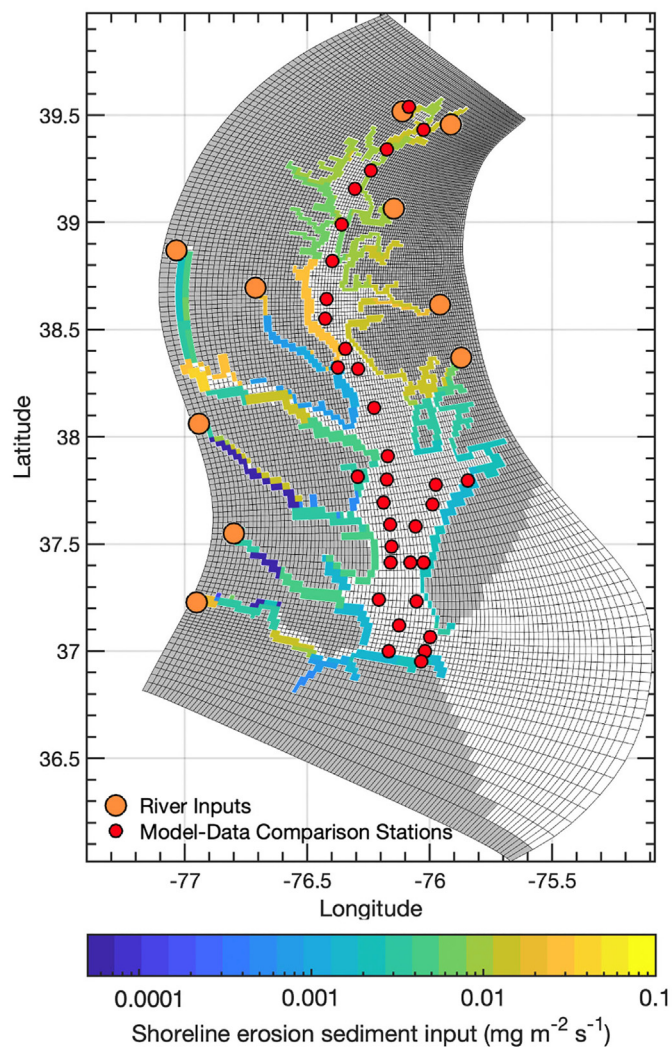 39.5
39
38.5
38
37.5
37
36.5
Latitude
River Inputs
Model-Data Comparison Stations
-77 -76.5 -76 -75.5
Longitude
0.0001 0.001 0.01 0.1
Shoreline erosion sediment input (mg m⁻² s⁻¹)